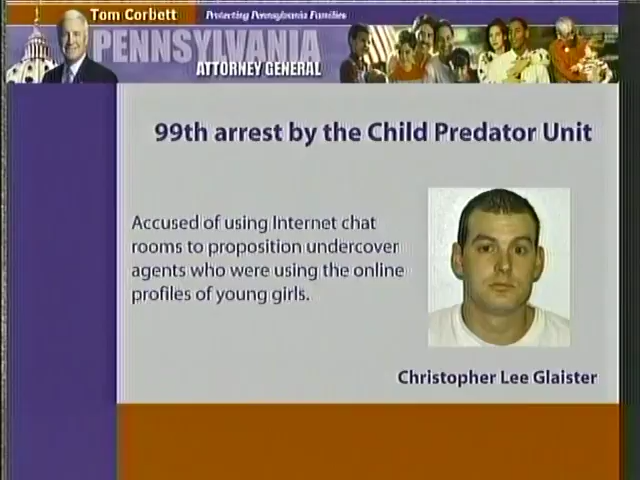 Tom Corbett
Protecting Pennsylvania Families
PENNSYLVANIA
ATTORNEY GENERAL
99th arrest by the Child Predator Unit
Accused of using Internet chat
rooms to proposition undercover
agents who were using the online
profiles of young girls.
Christopher Lee Glaister